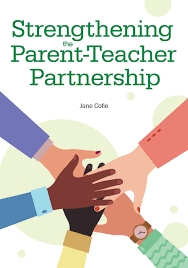 Strengthening
the
Parent-Teacher
Partnership
Jane Cofie